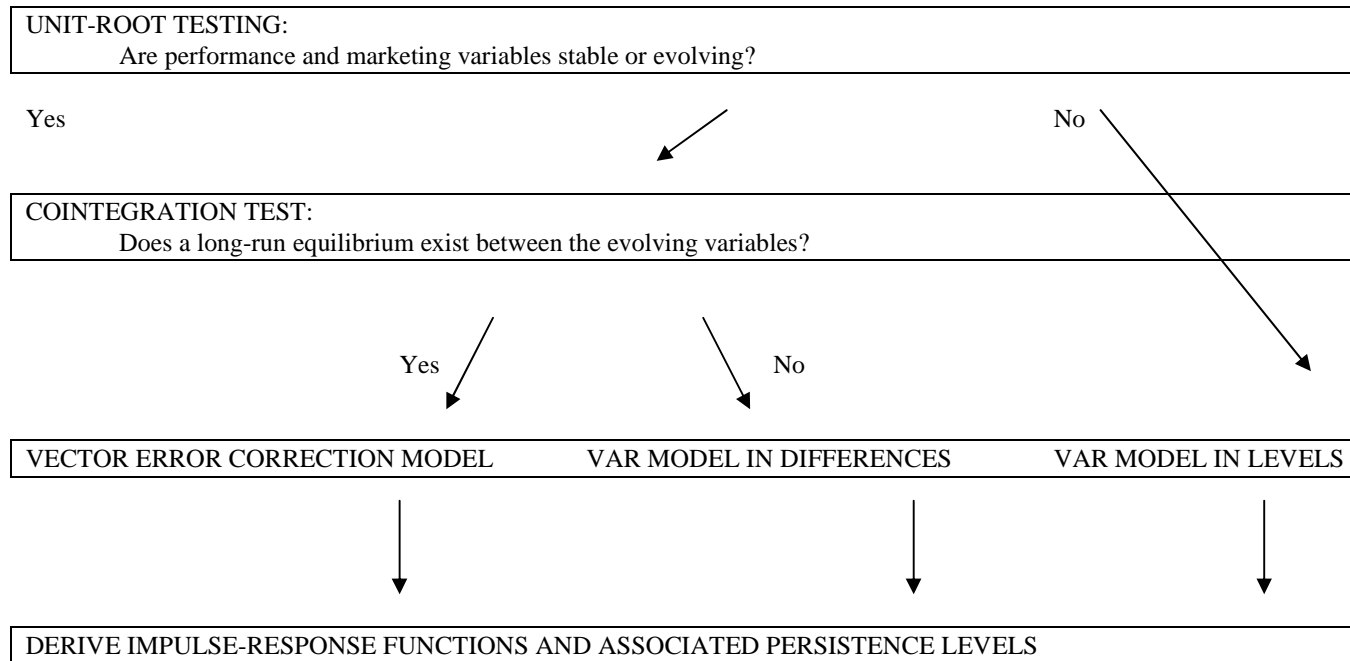 UNIT-ROOT TESTING:
Are performance and marketing variables stable or evolving?
Yes No
COINTEGRATION TEST:
Does a long-run equilibrium exist between the evolving variables?
Yes No
VECTOR ERROR CORRECTION MODEL VAR MODEL IN DIFFERENCES VAR MODEL IN LEVELS
DERIVE IMPULSE-RESPONSE FUNCTIONS AND ASSOCIATED PERSISTENCE LEVELS